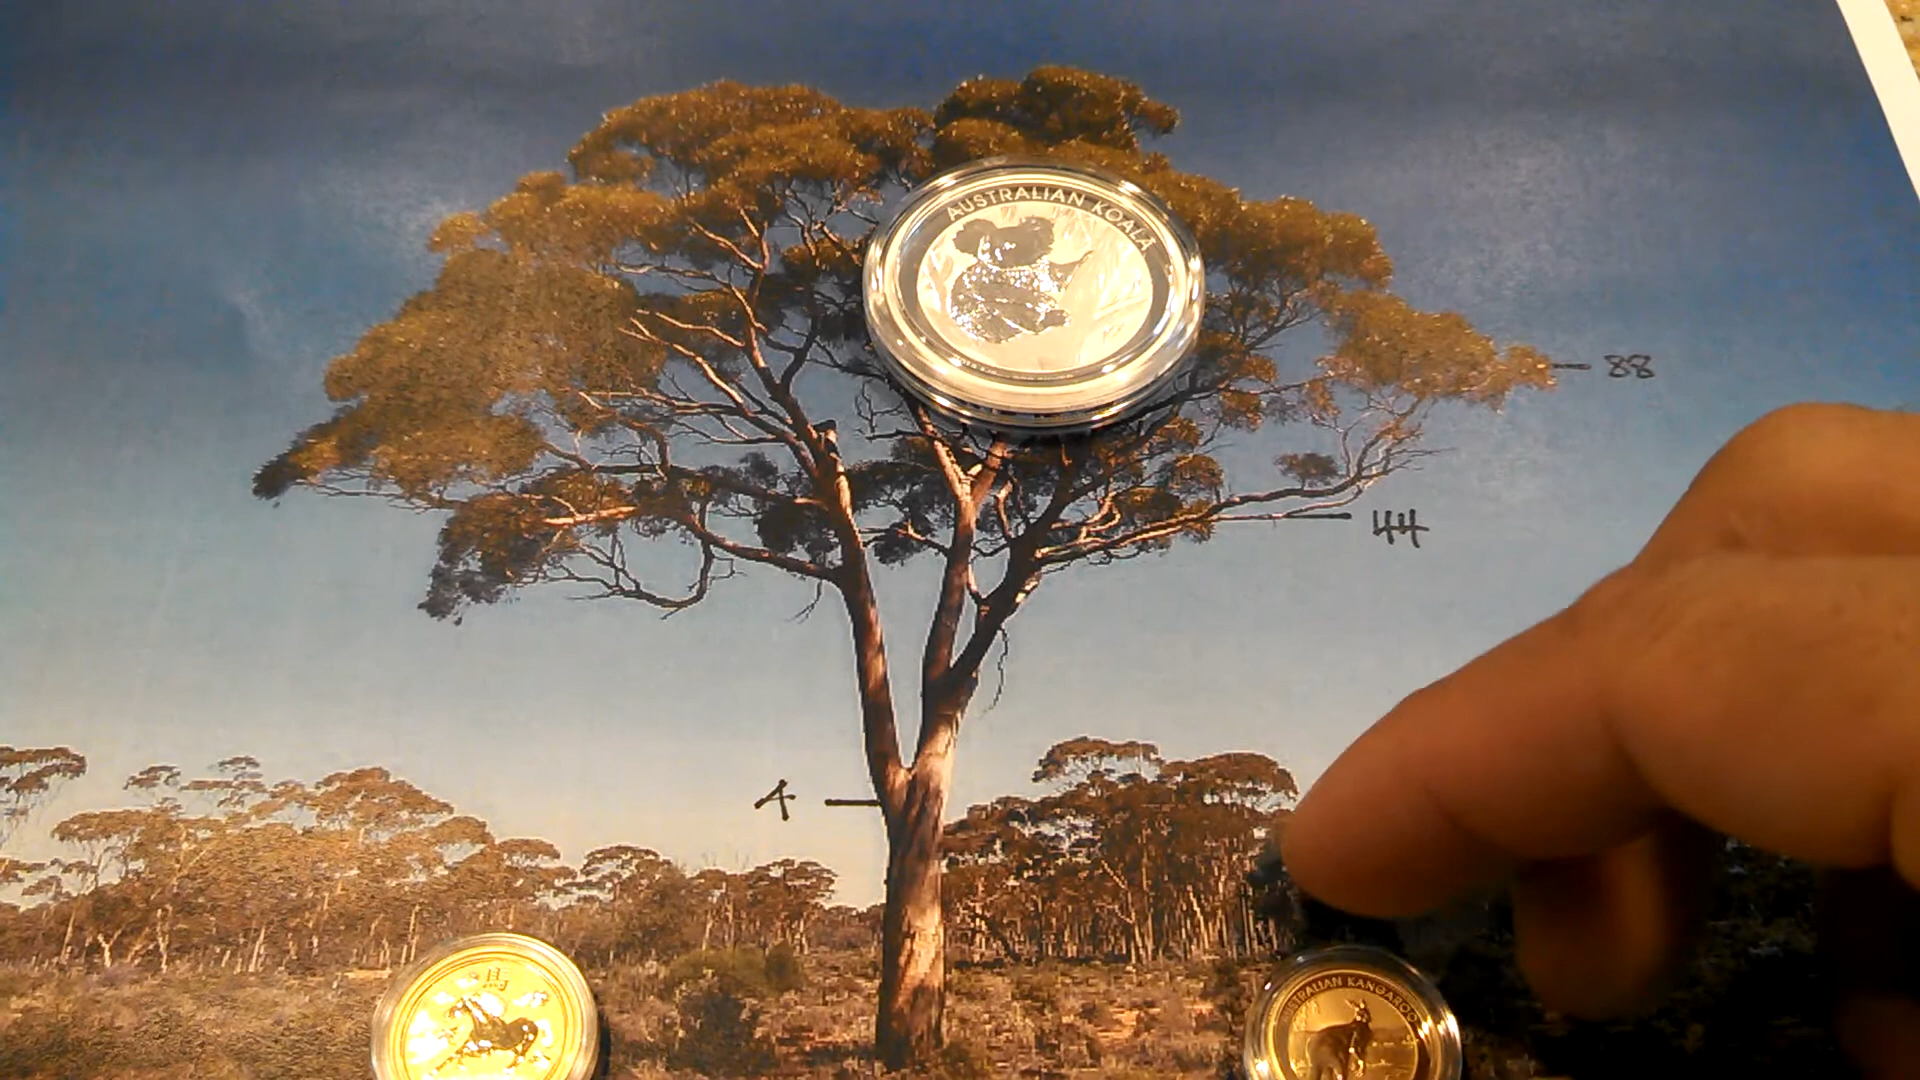 AUSTRALIAN KOALA
88
44
4
馬
AUSTRALIAN KANGAROO